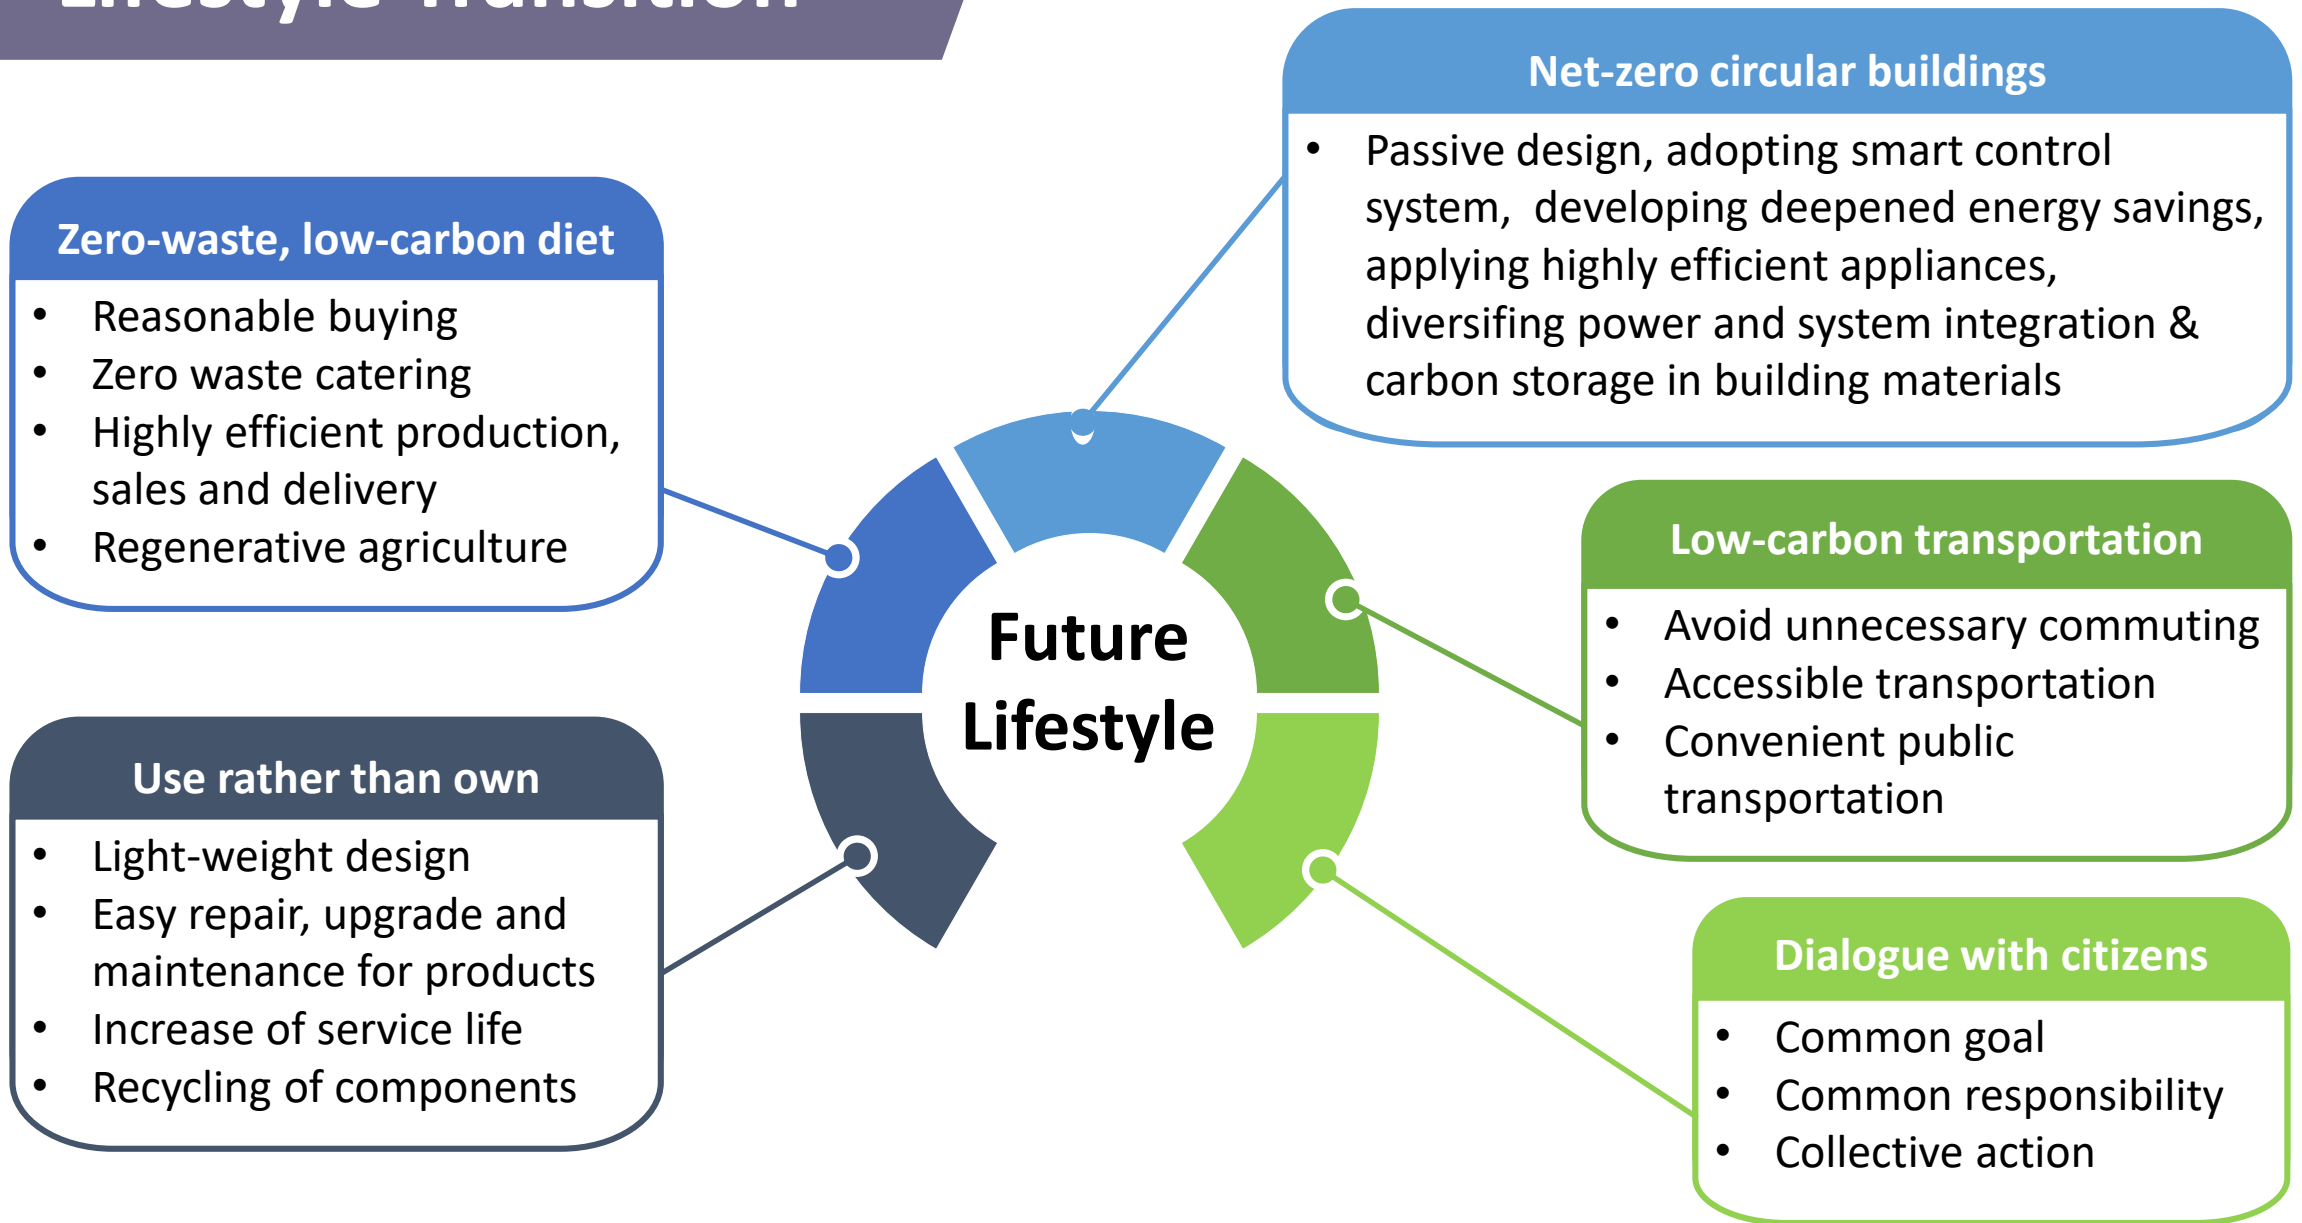 Lifestyle Transition
Net-zero circular buildings
• Passive design, adopting smart control
system,  developing deepened energy savings,
applying highly efficient appliances,
diversifing power and system integration &
carbon storage in building materials
Zero-waste, low-carbon diet
• Reasonable buying
• Zero waste catering
• Highly efficient production,
sales and delivery
• Regenerative agriculture
Future
Lifestyle
Low-carbon transportation
• Avoid unnecessary commuting
• Accessible transportation
• Convenient public
transportation
Use rather than own
• Light-weight design
• Easy repair, upgrade and
maintenance for products
• Increase of service life
• Recycling of components
Dialogue with citizens
• Common goal
• Common responsibility
• Collective action